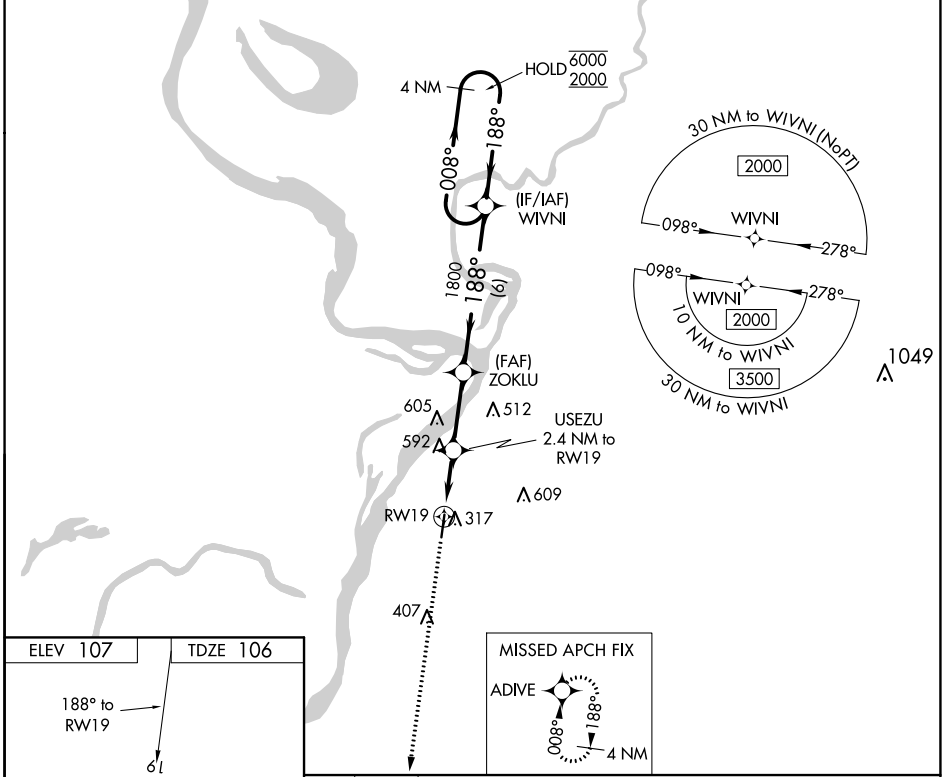 HOLD 6000
2000
4 NM
188°
008°
(IF/IAF)
WIVNI
1800
188°
(6)
(FAF)
ZOKLU
605
512
592
USEZU
2.4 NM to
RW19
609
RW19
317
407
30 NM to WIVNI (NoPT)
2000
WIVNI
098°
278°
098°
278°
WIVNI
2000
10 NM to WIVNI
3500
30 NM to WIVNI
1049
ELEV 107
TDZE 106
188° to
RW19
19
MISSED APCH FIX
ADIVE
008°
188°
4 NM